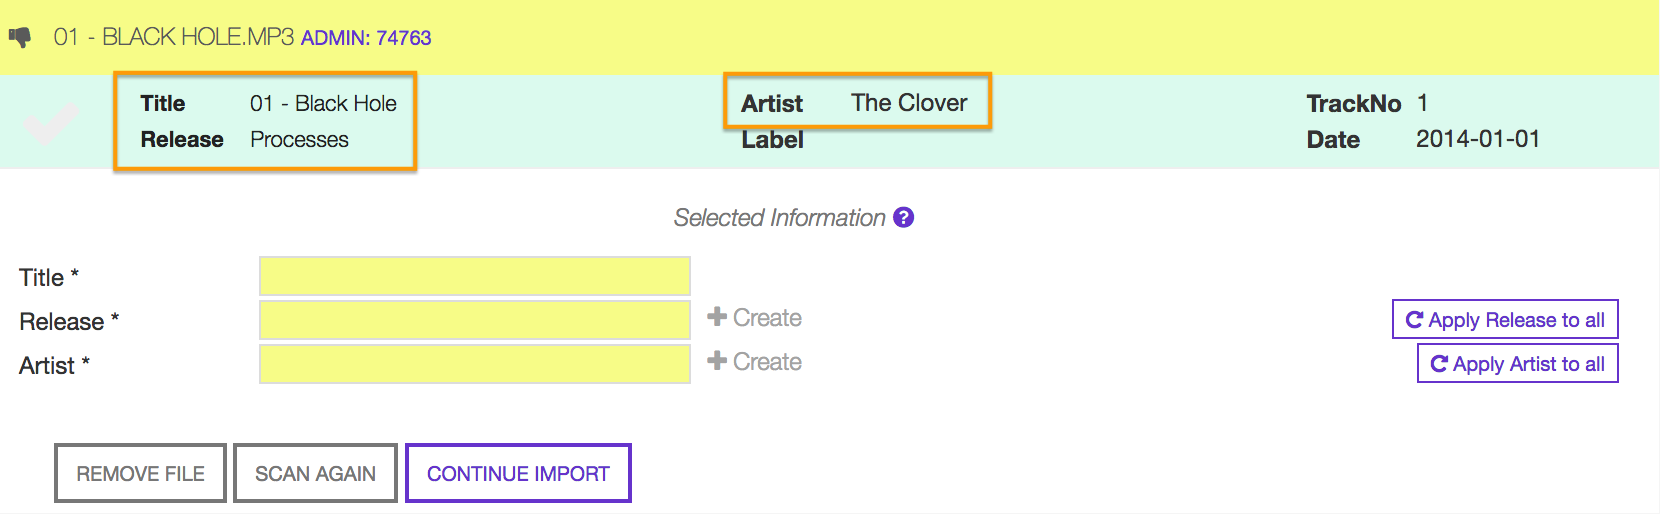 01 - BLACK HOLE.MP3 ADMIN: 74763
Title 01 - Black Hole Artist The Clover TrackNo 1
Release Processes Label Date 2014-01-01
Selected Information ?
Title *
Release * Create Apply Release to all
Artist * Create Apply Artist to all
REMOVE FILE SCAN AGAIN CONTINUE IMPORT